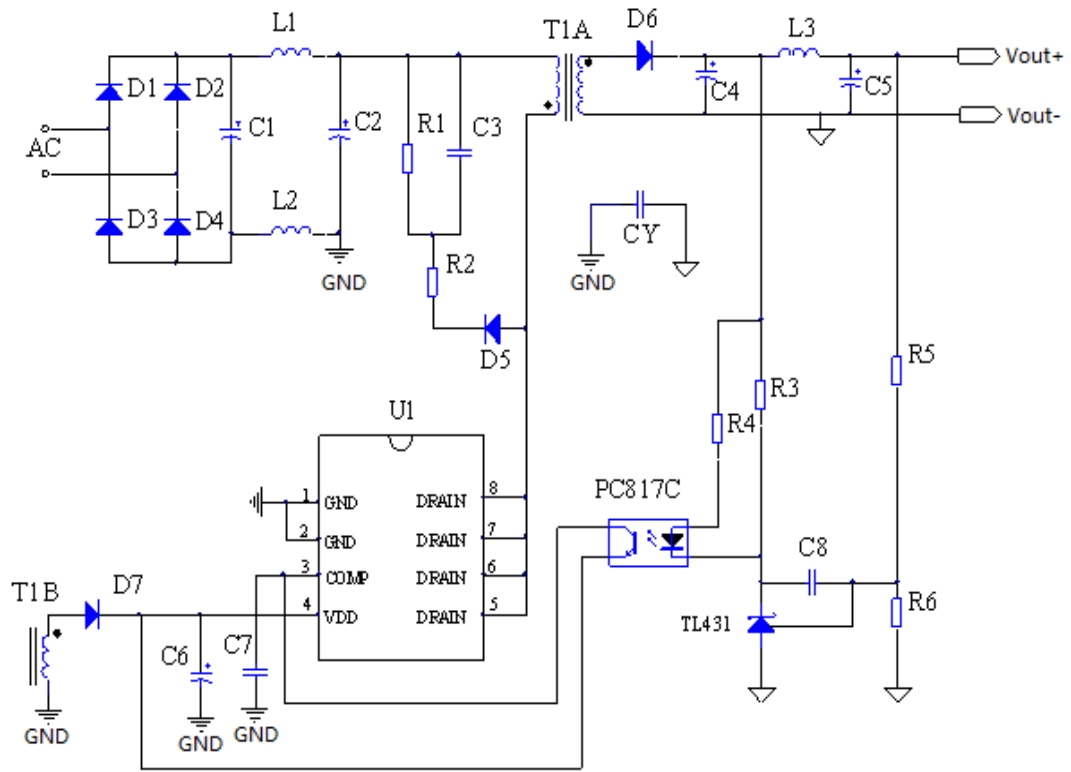 L1
T1A
D6
L3
Vout+
D1
D2
C1
C2
R1
C3
C4
C5
Vout-
AC
D3
D4
L2
GND
R2
CY
GND
D5
R5
R3
R4
U1
PC817C
1 GND DRAIN 8
2 GND DRAIN 7
3 COMP DRAIN 6
4 VDD DRAIN 5
C8
T1B
D7
TL431
R6
C6
C7
GND
GND
GND